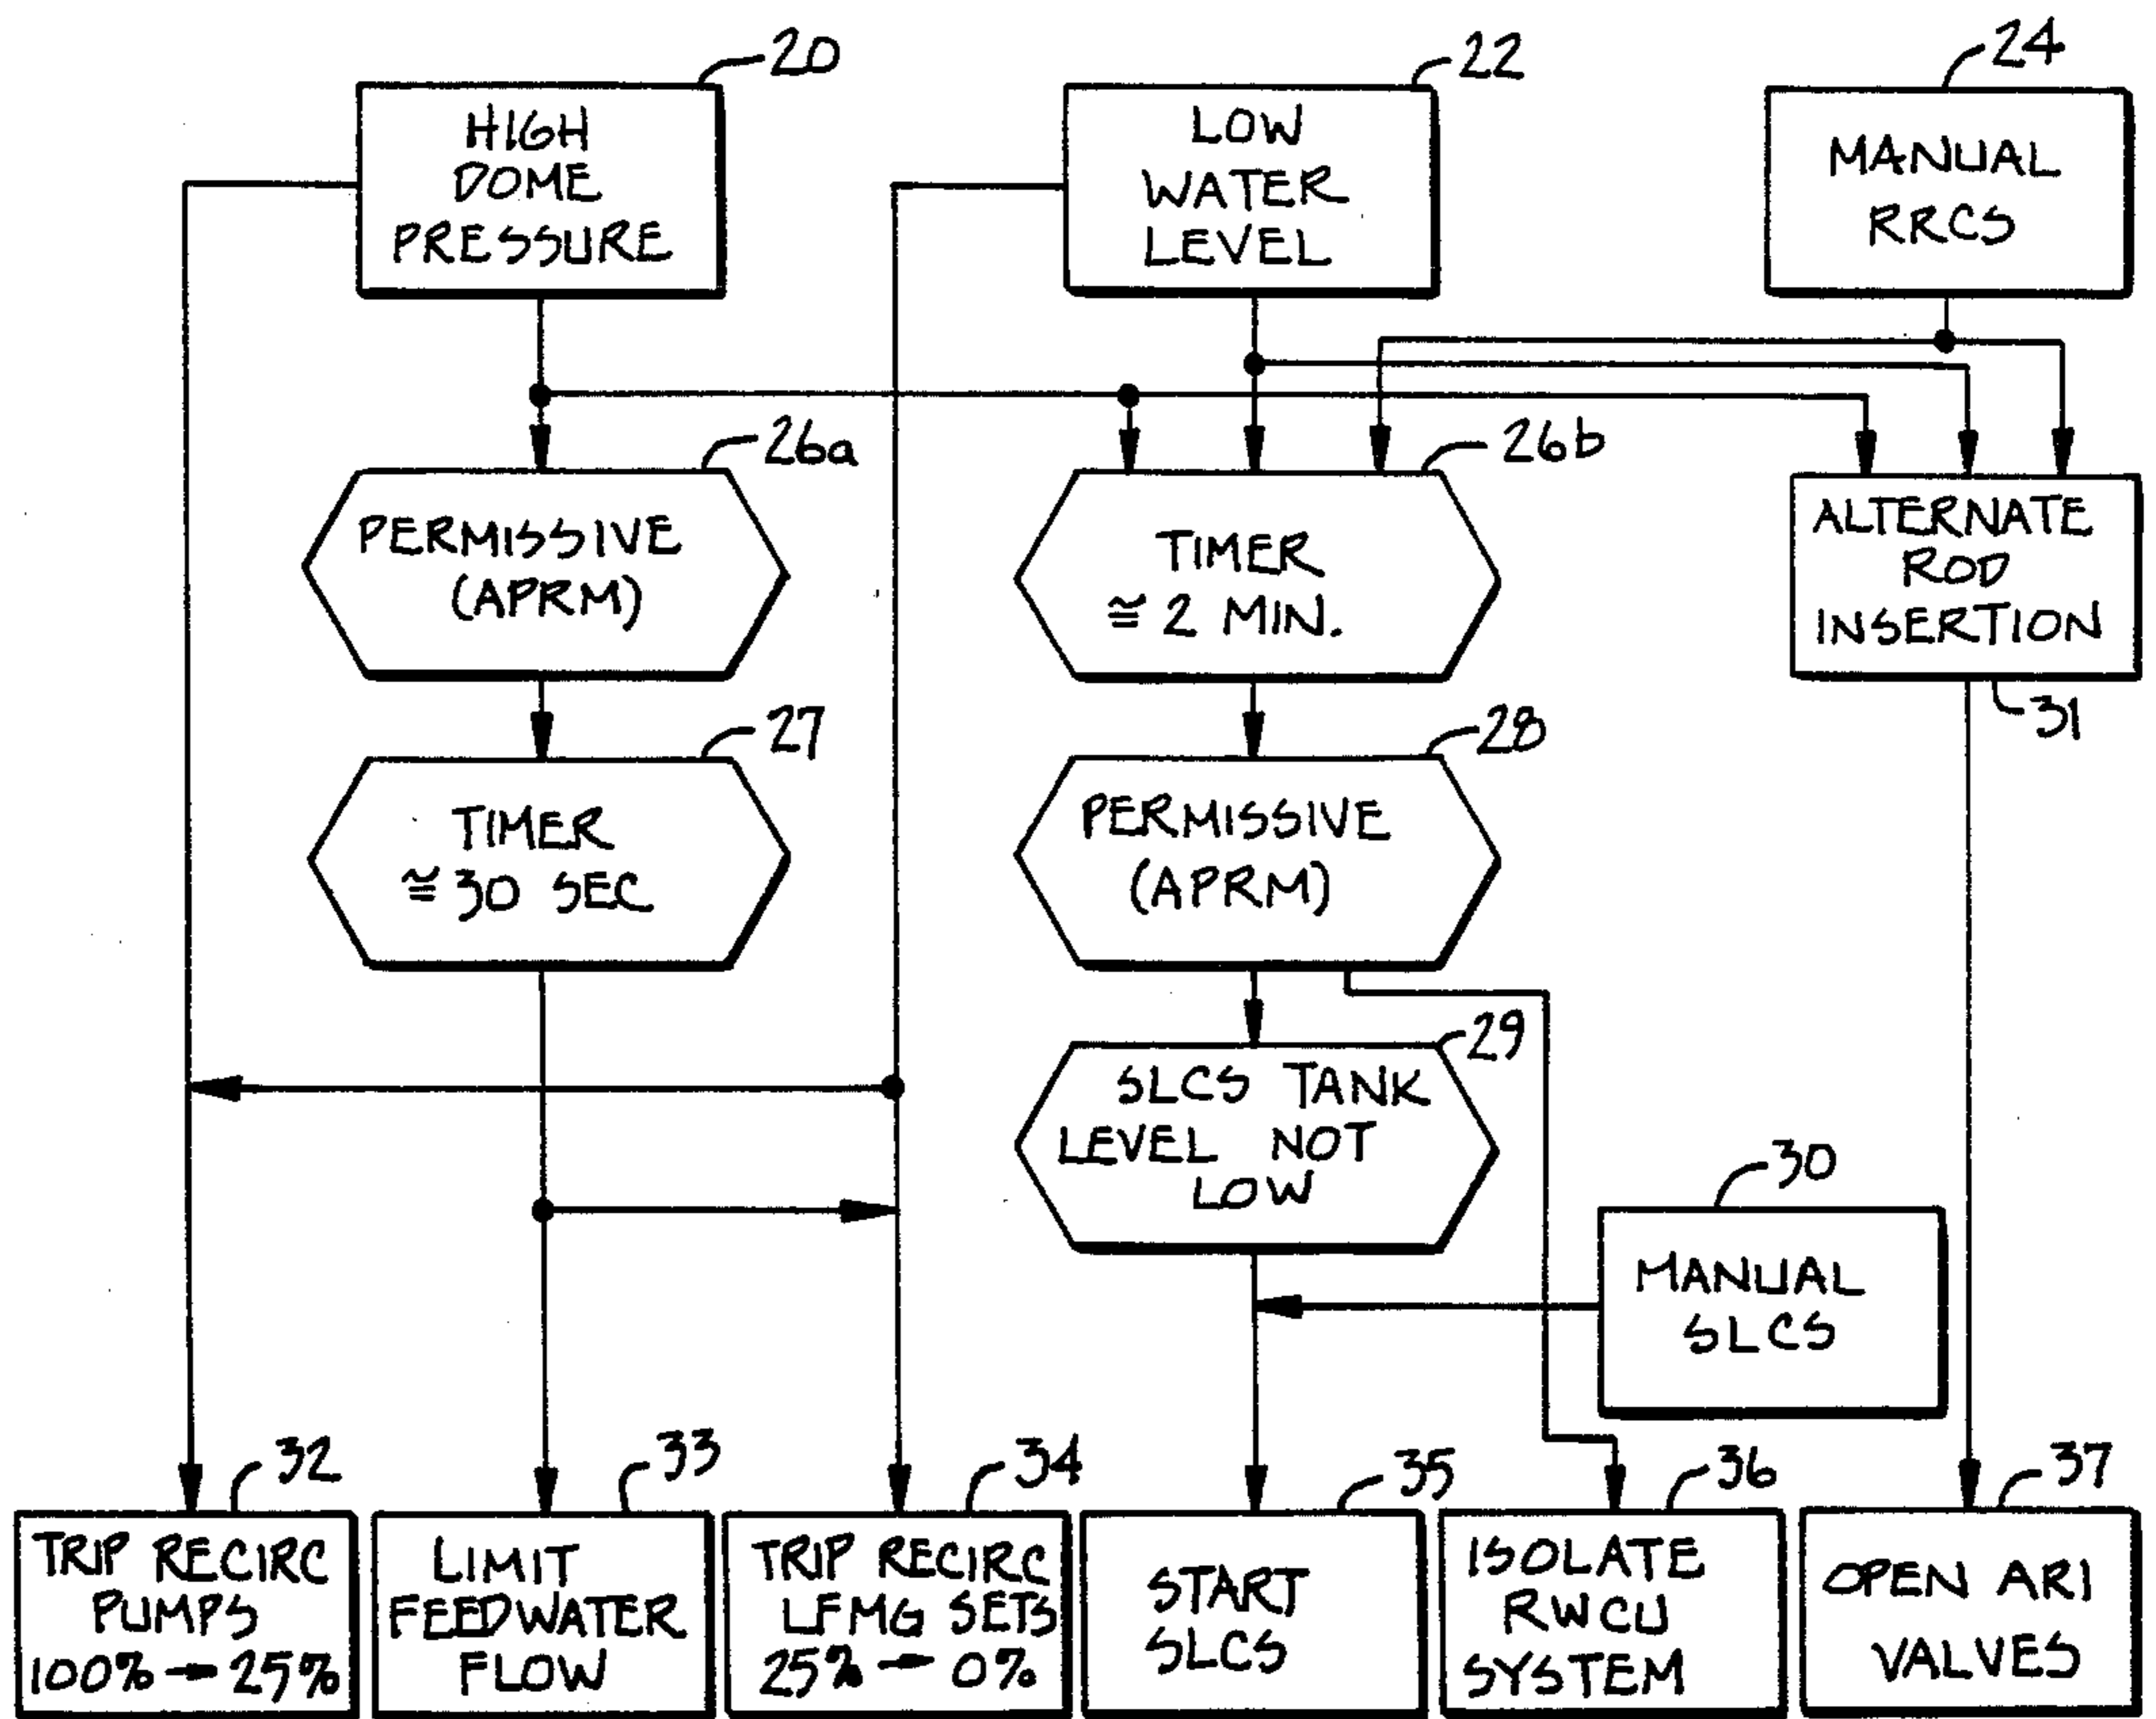 20
22
24
HIGH
DOME
PRESSURE
LOW
WATER
LEVEL
MANUAL
RRCS
26a
26b
PERMISSIVE
(APRM)
TIMER
≅ 2 MIN.
ALTERNATE
ROD
INSERTION
31
27
28
TIMER
≅ 30 SEC
PERMISSIVE
(APRM)
29
SLCS TANK
LEVEL NOT
LOW
30
MANUAL
SLCS
32
33
34
35
36
37
TRIP RECIRC
PUMPS
100% → 25%
LIMIT
FEEDWATER
FLOW
TRIP RECIRC
LFMG SETS
25% → 0%
START
SLCS
ISOLATE
RWCU
SYSTEM
OPEN ARI
VALVES